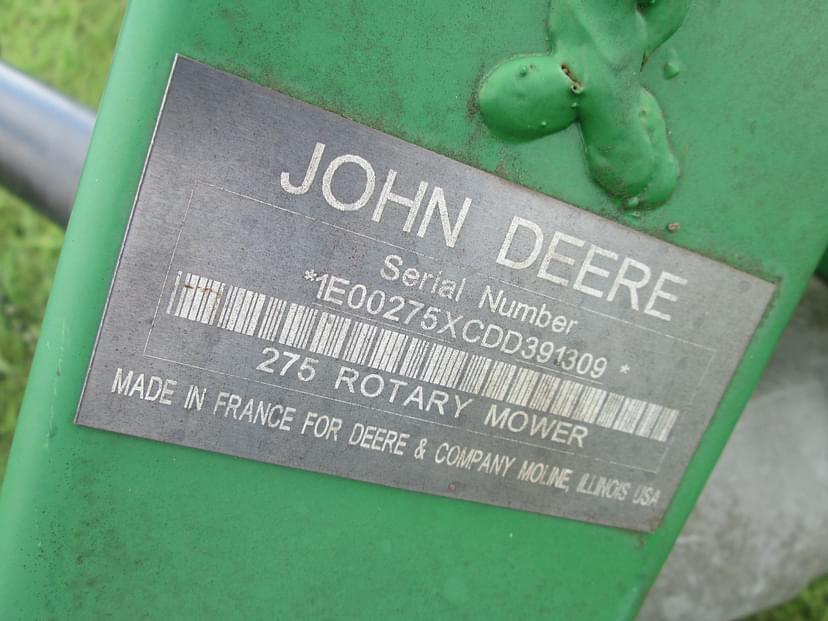 JOHN DEERE
Serial Number
*1E00275XCDD391309 *
275 ROTARY MOWER
MADE IN FRANCE FOR DEERE & COMPANY MOLINE, ILLINOIS USA